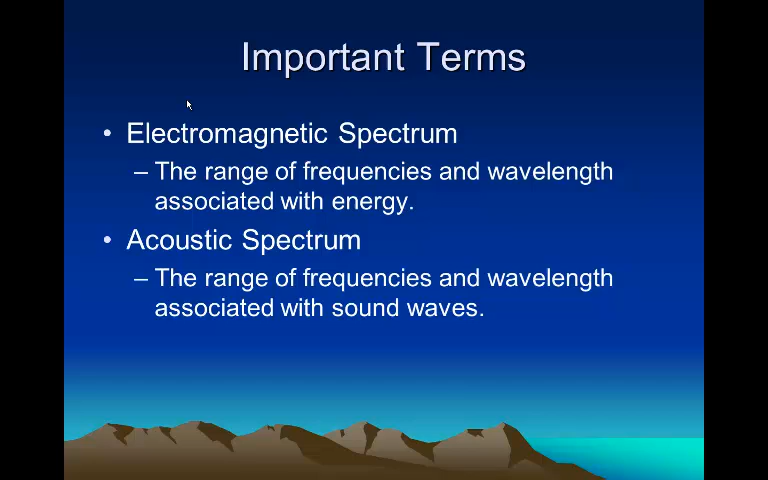 Important Terms
• Electromagnetic Spectrum
– The range of frequencies and wavelength
associated with energy.
• Acoustic Spectrum
– The range of frequencies and wavelength
associated with sound waves.